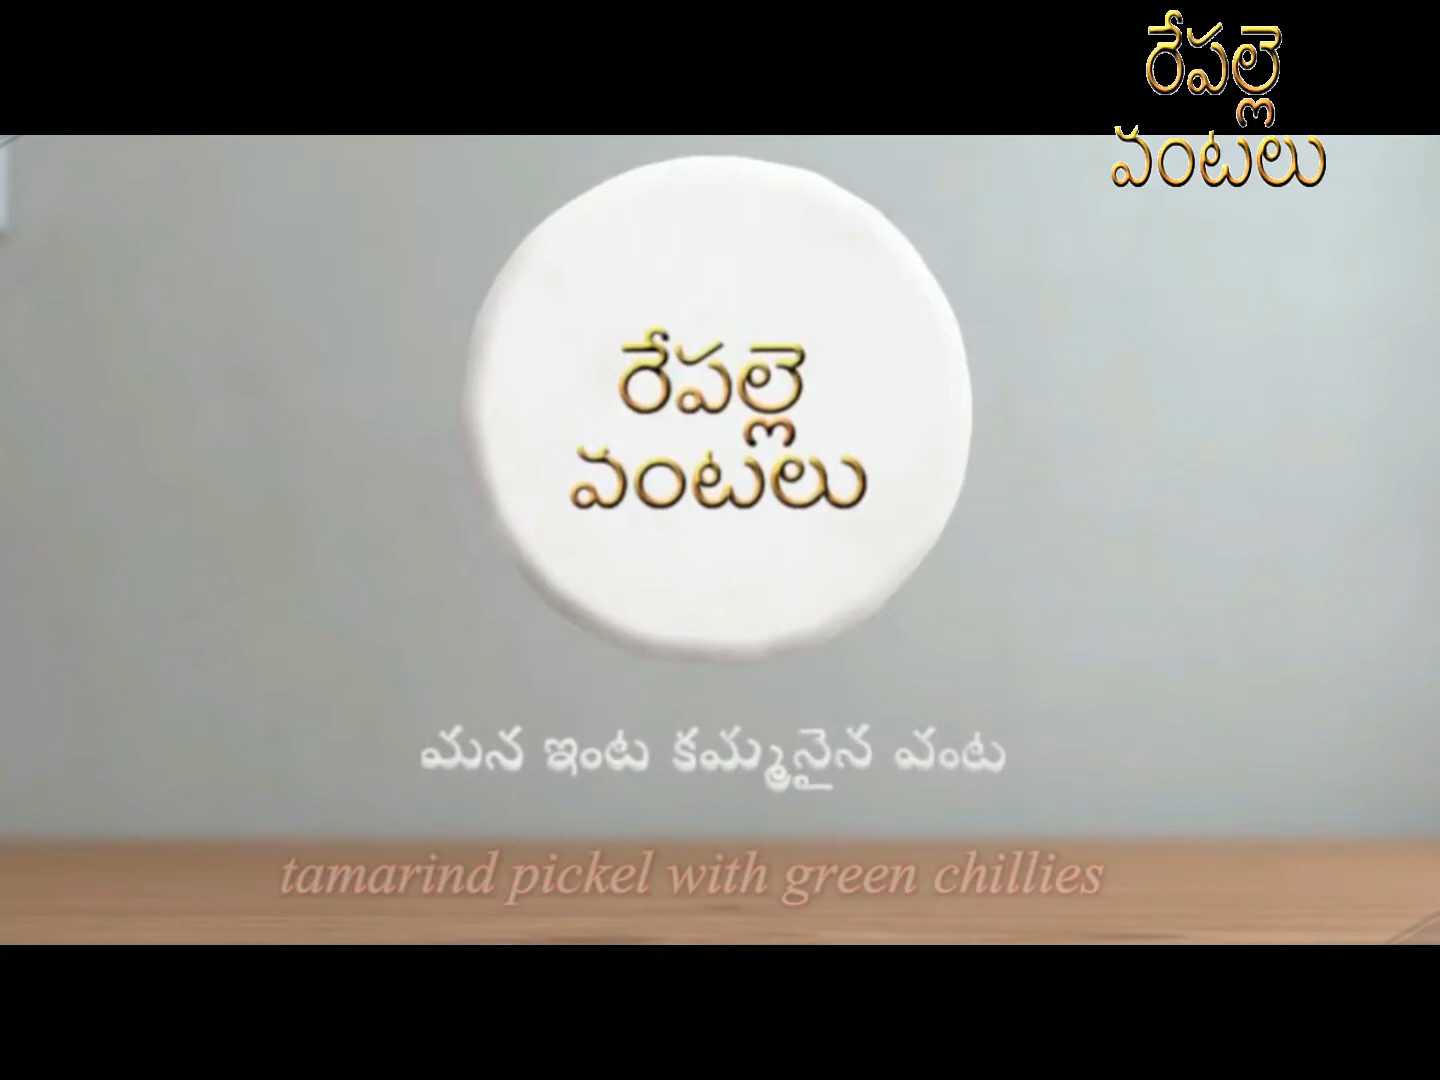 రేపల్లె
వంటలు
రేపల్లె
వంటలు
మన ఇంట కమ్మనైన వంట
tamarind pickel with green chillies